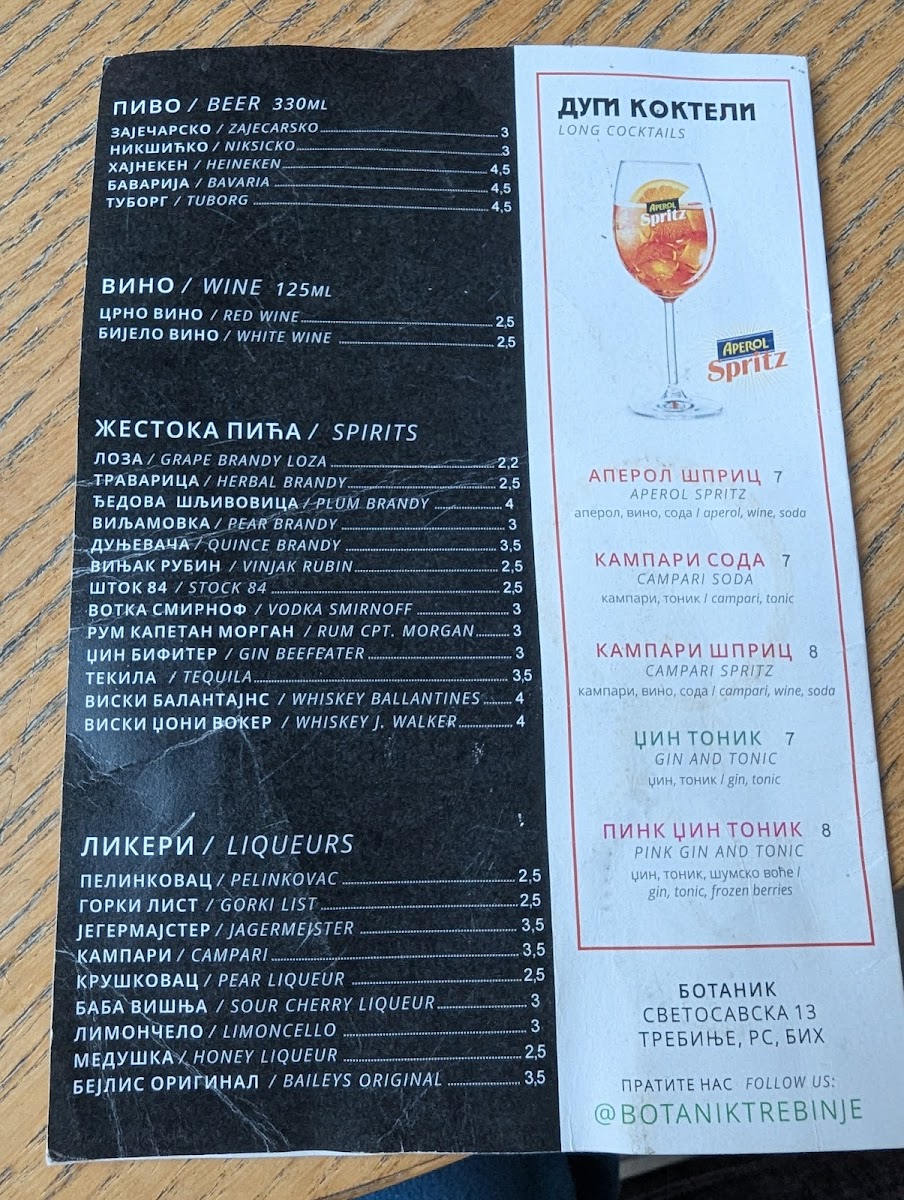 ПИВО / BEER 330ML
ЗАЈЕЧАРСКО / ZAJECARSKO 3
НИКШИЋКО / NIKSICKO 3
ХАЈНЕКЕН / HEINEKEN 4,5
БАВАРИЈА / BAVARIA 4,5
ТУБОРГ / TUBORG 4,5
ВИНО / WINE 125ML
ЦРНО ВИНО / RED WINE 2,5
БИЈЕЛО ВИНО / WHITE WINE 2,5
ЖЕСТОКА ПИЋА / SPIRITS
ЛОЗА / GRAPE BRANDY LOZA 2,2
ТРАВАРИЦА / HERBAL BRANDY 2,5
ЂЕДОВА ШЉИВОВИЦА / PLUM BRANDY 4
ВИЉАМОВКА / PEAR BRANDY 3
ДУЊЕВАЧА / QUINCE BRANDY 3,5
ВИЊАК РУБИН / VINJAK RUBIN 2,5
ШТОК 84 / STOCK 84 2,5
ВОТКА СМИРНОФ / VODKA SMIRNOFF 3
РУМ КАПЕТАН МОРГАН / RUM CPT. MORGAN 3
ЏИН БИФИТЕР / GIN BEEFEATER 3
ТЕКИЛА / TEQUILA 3,5
ВИСКИ БАЛАНТАЈНС / WHISKEY BALLANTINES 4
ВИСКИ ЏОНИ ВОКЕР / WHISKEY J. WALKER 4
ЛИКЕРИ / LIQUEURS
ПЕЛИНКОВАЦ / PELINKOVAC 2,5
ГОРКИ ЛИСТ / GORKI LIST 2,5
ЈЕГЕРМАЈСТЕР / JAGERMEISTER 3,5
КАМПАРИ / CAMPARI 3,5
КРУШКОВАЦ / PEAR LIQUEUR 2,5
БАБА ВИШЊА / SOUR CHERRY LIQUEUR 3
ЛИМОНЧЕЛО / LIMONCELLO 3
МЕДУШКА / HONEY LIQUEUR 2,5
БЕЈЛИС ОРИГИНАЛ / BAILEYS ORIGINAL 3,5
ДУГИ КОКТЕЛИ
LONG COCKTAILS
APEROL
Spritz
APEROL
Spritz
АПЕРОЛ ШПРИЦ 7
APEROL SPRITZ
аперол, вино, сода / aperol, wine, soda
КАМПАРИ СОДА 7
CAMPARI SODA
кампари, тоник / campari, tonic
КАМПАРИ ШПРИЦ 8
CAMPARI SPRITZ
кампари, вино, сода / campari, wine, soda
ЏИН ТОНИК 7
GIN AND TONIC
џин, тоник / gin, tonic
ПИНК ЏИН ТОНИК 8
PINK GIN AND TONIC
џин, тоник, шумско воће /
gin, tonic, frozen berries
БОТАНИК
СВЕТОСАВСКА 13
ТРЕБИЊЕ, РС, БИХ
ПРАТИТЕ НАС FOLLOW US:
@BOTANIKTREBINJE